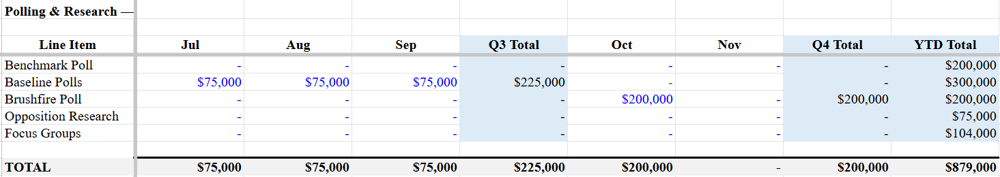 Polling & Research —
Line Item Jul Aug Sep Q3 Total Oct Nov Q4 Total YTD Total
Benchmark Poll - - - - - - - $200,000
Baseline Polls $75,000 $75,000 $75,000 $225,000 - - - $300,000
Brushfire Poll - - - - $200,000 - $200,000 $200,000
Opposition Research - - - - - - - $75,000
Focus Groups - - - - - - - $104,000
TOTAL $75,000 $75,000 $75,000 $225,000 $200,000 - $200,000 $879,000